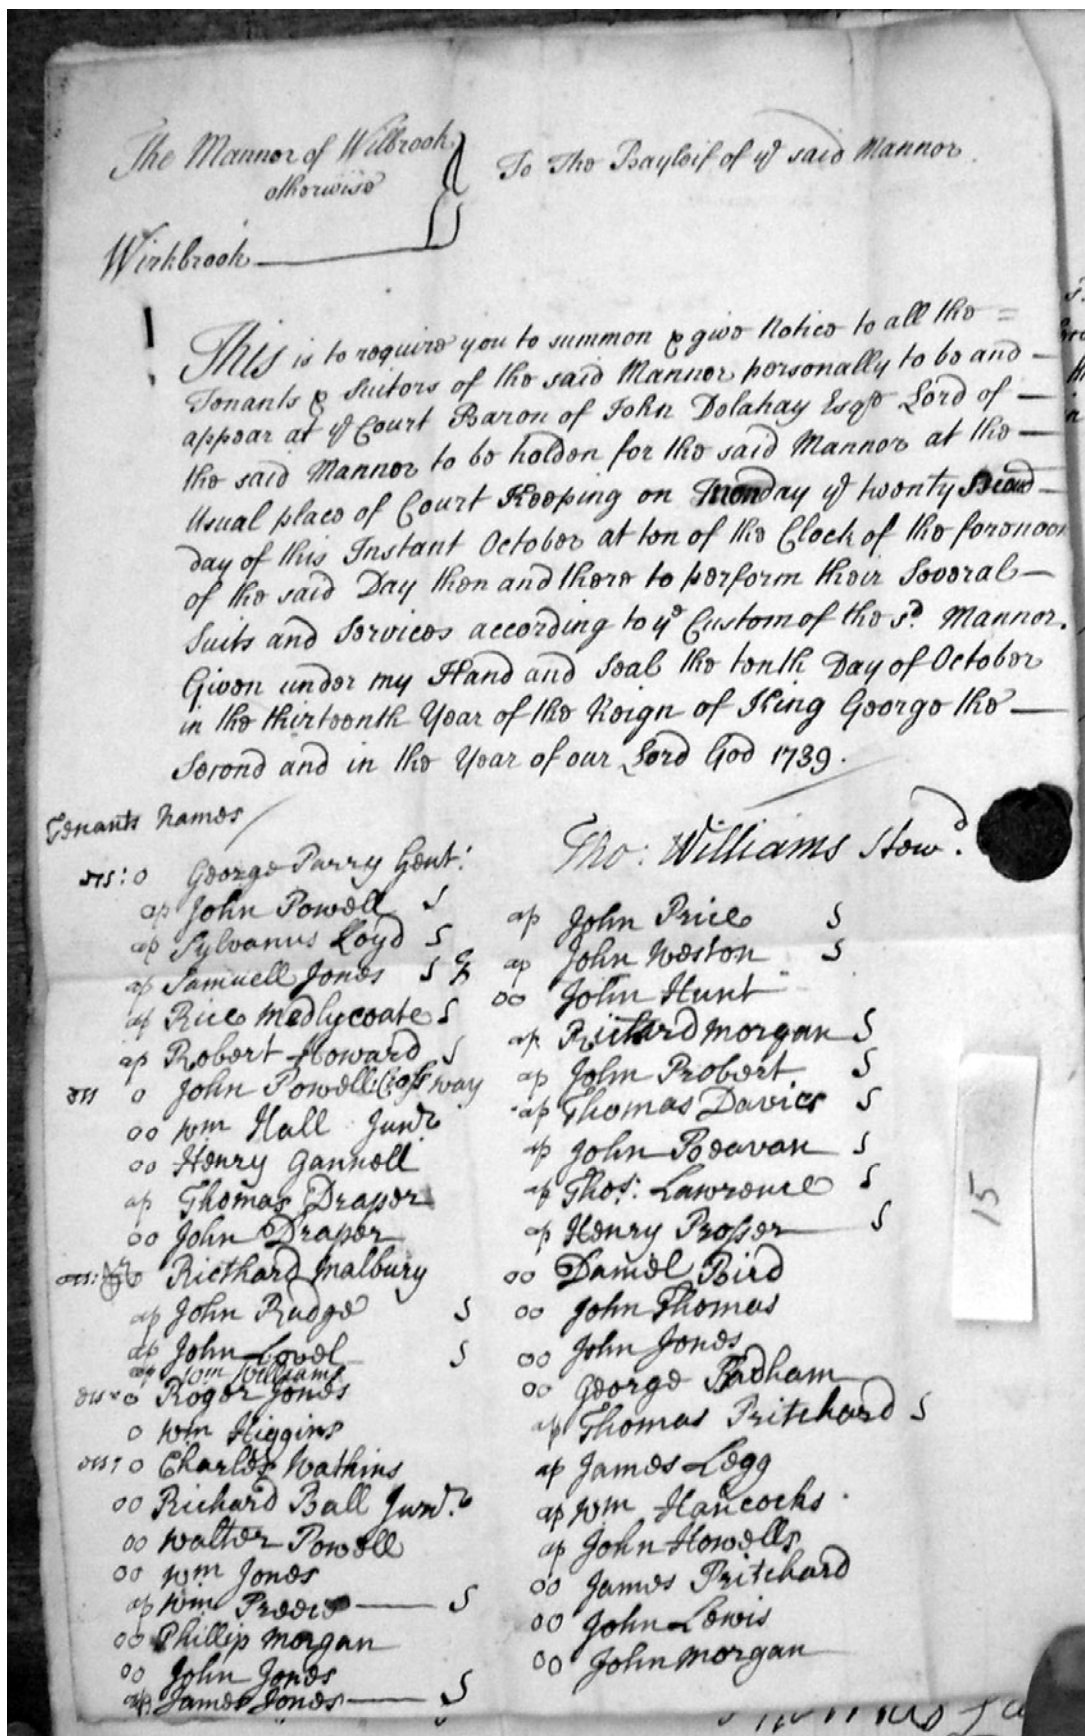 The Mannor of Wilbrook
otherwise
Wirkbrook
To The Bayleif of ye said Mannor
This is to require you to summon & give Notice to all the =
Tenants & Suitors of the said Mannor personally to be and
appear at ye Court Baron of John Delahay Esqr Lord of
the said Mannor to be holden for the said Mannor at the
Usual place of Court Keeping on Monday ye twenty Second
day of this Instant October at ten of the Clock of the forenoon
of the said Day then and there to perform their Several
Suits and Services according to ye Custom of the sd. Mannor.
Given under my Hand and Seal the tenth Day of October
in the thirteenth Year of the Reign of King George the
Second and in the Year of our Lord God 1739.
Tho: Williams Stewd.
Tenants Names
o George Parry Gent:
ap John Powell S
ap Sylvanus Loyd S
ap Samuell Jones S
ap Rice Medlycoate S
ap Robert Howard S
o John Powell Cross way
oo Wm Hall Junr
oo Henry Gannell
ap Thomas Draper
oo John Draper
Ricthard Malbury
ap John Rudge S
ap John Lovel S
ap Wm Williams
o Roger Jones
o Wm Higgins
o Charles Watkins
oo Richard Ball Junr.
oo Walter Powell
oo Wm Jones
ap Wm Preece S
oo Phillip Morgan
oo John Jones
ap James Jones S
ap John Price S
ap John Weston S
oo John Hunt
ap Richard Morgan S
ap John Probert S
ap Thomas Davies S
ap John Beavan S
ap Thos: Lawrence S
ap Henry Prosser S
oo Daniel Bird
oo John Thomas
oo John Jones
oo George Badham
ap Thomas Pritchard S
ap James Legg
ap Wm Hancocks
ap John Howells
oo James Pritchard
oo John Lewis
oo John Morgan
15